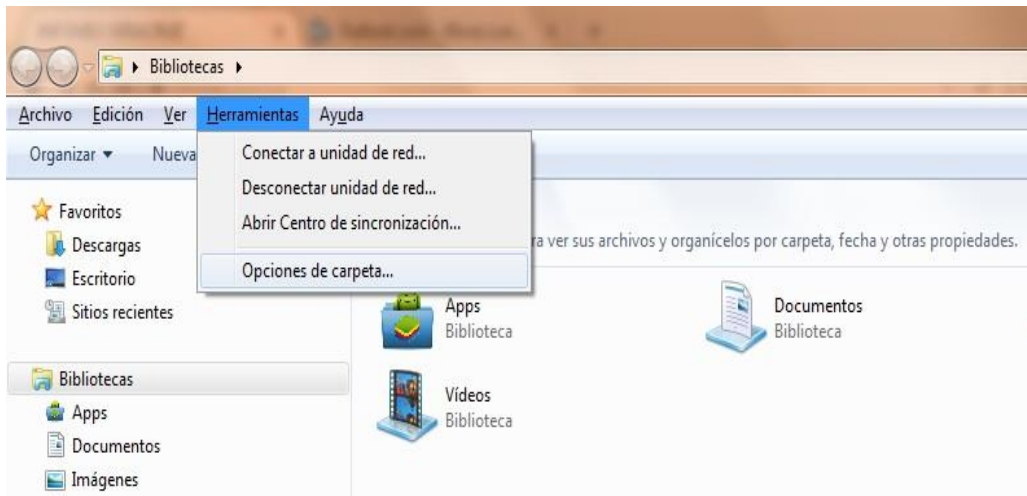 Bibliotecas
Archivo Edición Ver Herramientas Ayuda
Organizar Nueva
Conectar a unidad de red...
Desconectar unidad de red...
Abrir Centro de sincronización...
Opciones de carpeta...
ra ver sus archivos y organícelos por carpeta, fecha y otras propiedades.
Favoritos
Descargas
Escritorio
Sitios recientes
Bibliotecas
Apps
Documentos
Imágenes
Apps
Biblioteca
Documentos
Biblioteca
Vídeos
Biblioteca